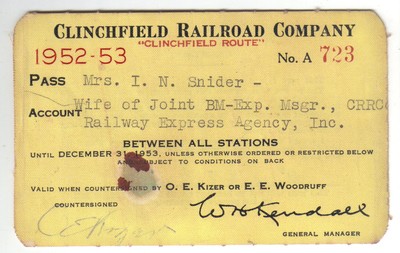 CLINCHFIELD RAILROAD COMPANY
"CLINCHFIELD ROUTE"
1952-53 No. A 723
PASS Mrs. I. N. Snider -
ACCOUNT Wife of Joint BM-Exp. Msgr., CRRCo
Railway Express Agency, Inc.
BETWEEN ALL STATIONS
UNTIL DECEMBER 31, 1953, UNLESS OTHERWISE ORDERED OR RESTRICTED BELOW
AND SUBJECT TO CONDITIONS ON BACK
VALID WHEN COUNTERSIGNED BY O. E. KIZER OR E. E. WOODRUFF
COUNTERSIGNED
W H Kendall
GENERAL MANAGER